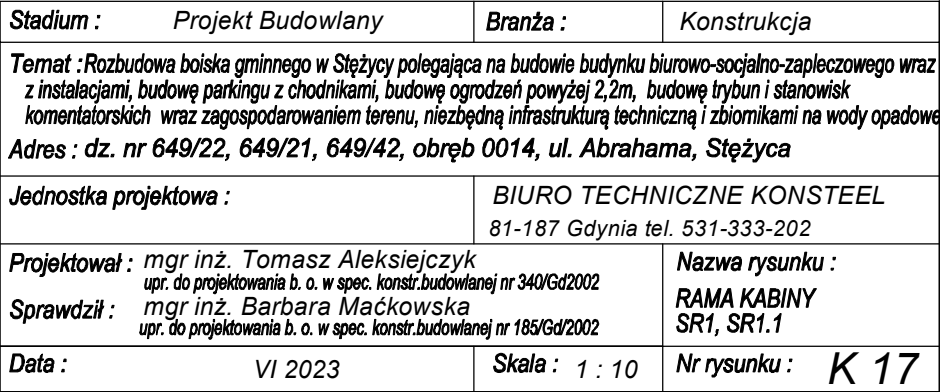 Stadium : Projekt Budowlany Branża : Konstrukcja
Temat : Rozbudowa boiska gminnego w Stężycy polegająca na budowie budynku biurowo-socjalno-zapleczowego wraz
z instalacjami, budowę parkingu z chodnikami, budowę ogrodzeń powyżej 2,2m, budowę trybun i stanowisk
komentatorskich wraz zagospodarowaniem terenu, niezbędną infrastrukturą techniczną i zbiornikami na wody opadowe
Adres : dz. nr 649/22, 649/21, 649/42, obręb 0014, ul. Abrahama, Stężyca
Jednostka projektowa : BIURO TECHNICZNE KONSTEEL
81-187 Gdynia tel. 531-333-202
Projektował : mgr inż. Tomasz Aleksiejczyk
upr. do projektowania b. o. w spec. konstr.budowlanej nr 340/Gd2002
Sprawdził : mgr inż. Barbara Maćkowska
upr. do projektowania b. o. w spec. konstr.budowlanej nr 185/Gd/2002
Nazwa rysunku :
RAMA KABINY
SR1, SR1.1
Data : VI 2023 Skala : 1 : 10 Nr rysunku : K 17